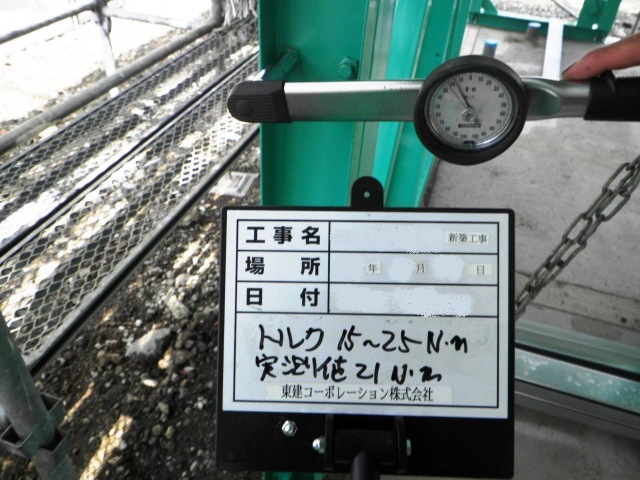 工事名 新築工事
場所 年 月 日
日付
トルク 15～25 N・m
実測値 21 N・m
東建コーポレーション株式会社